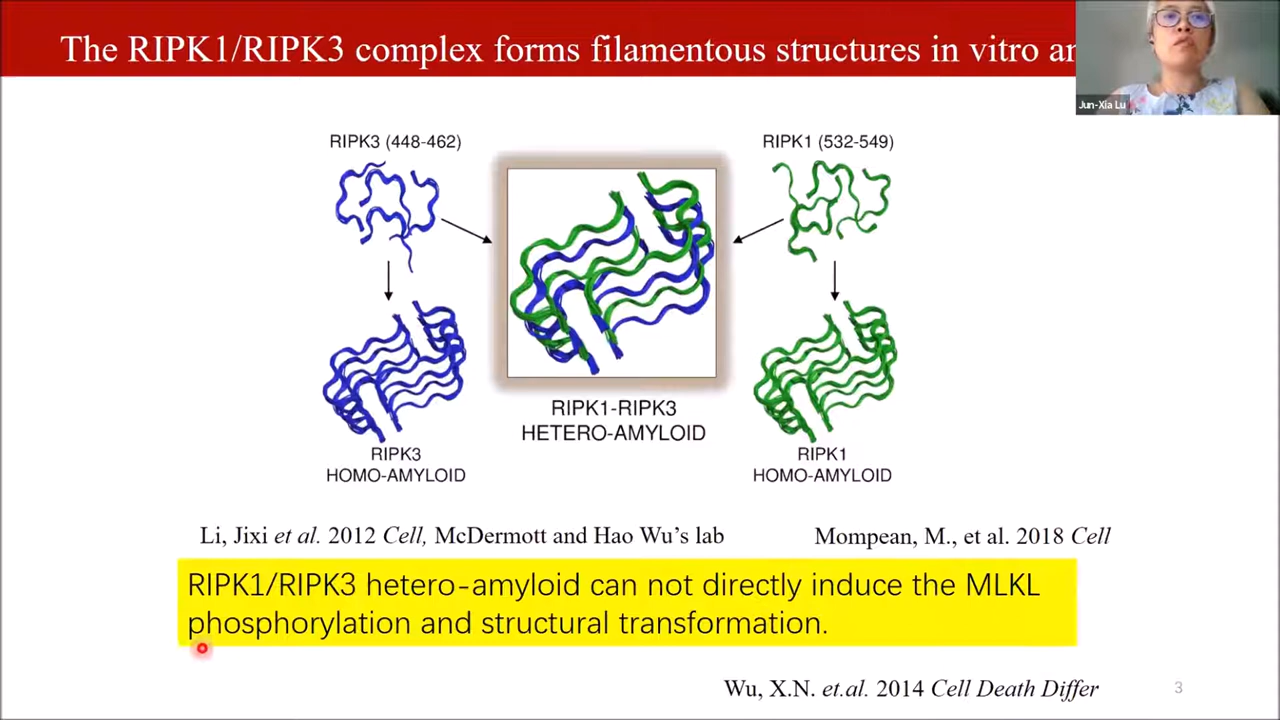 The RIPK1/RIPK3 complex forms filamentous structures in vitro
Jun-Xia Lu
RIPK3 (448-462)
RIPK1 (532-549)
RIPK1-RIPK3
HETERO-AMYLOID
RIPK3
HOMO-AMYLOID
RIPK1
HOMO-AMYLOID
Li, Jixi et al. 2012 Cell, McDermott and Hao Wu's lab
Mompean, M., et al. 2018 Cell
RIPK1/RIPK3 hetero-amyloid can not directly induce the MLKL
phosphorylation and structural transformation.
Wu, X.N. et.al. 2014 Cell Death Differ
3